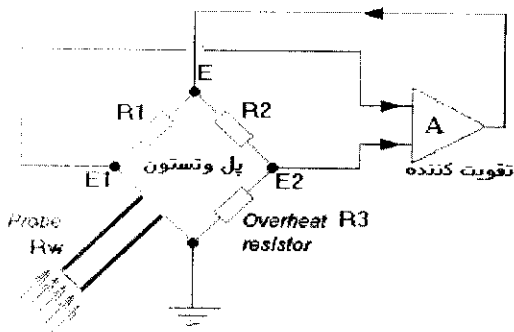 E
R1
R2
A
E1
پل وتستون
E2
تقویت کننده
Probe
Rw
Overheat R3
resistor